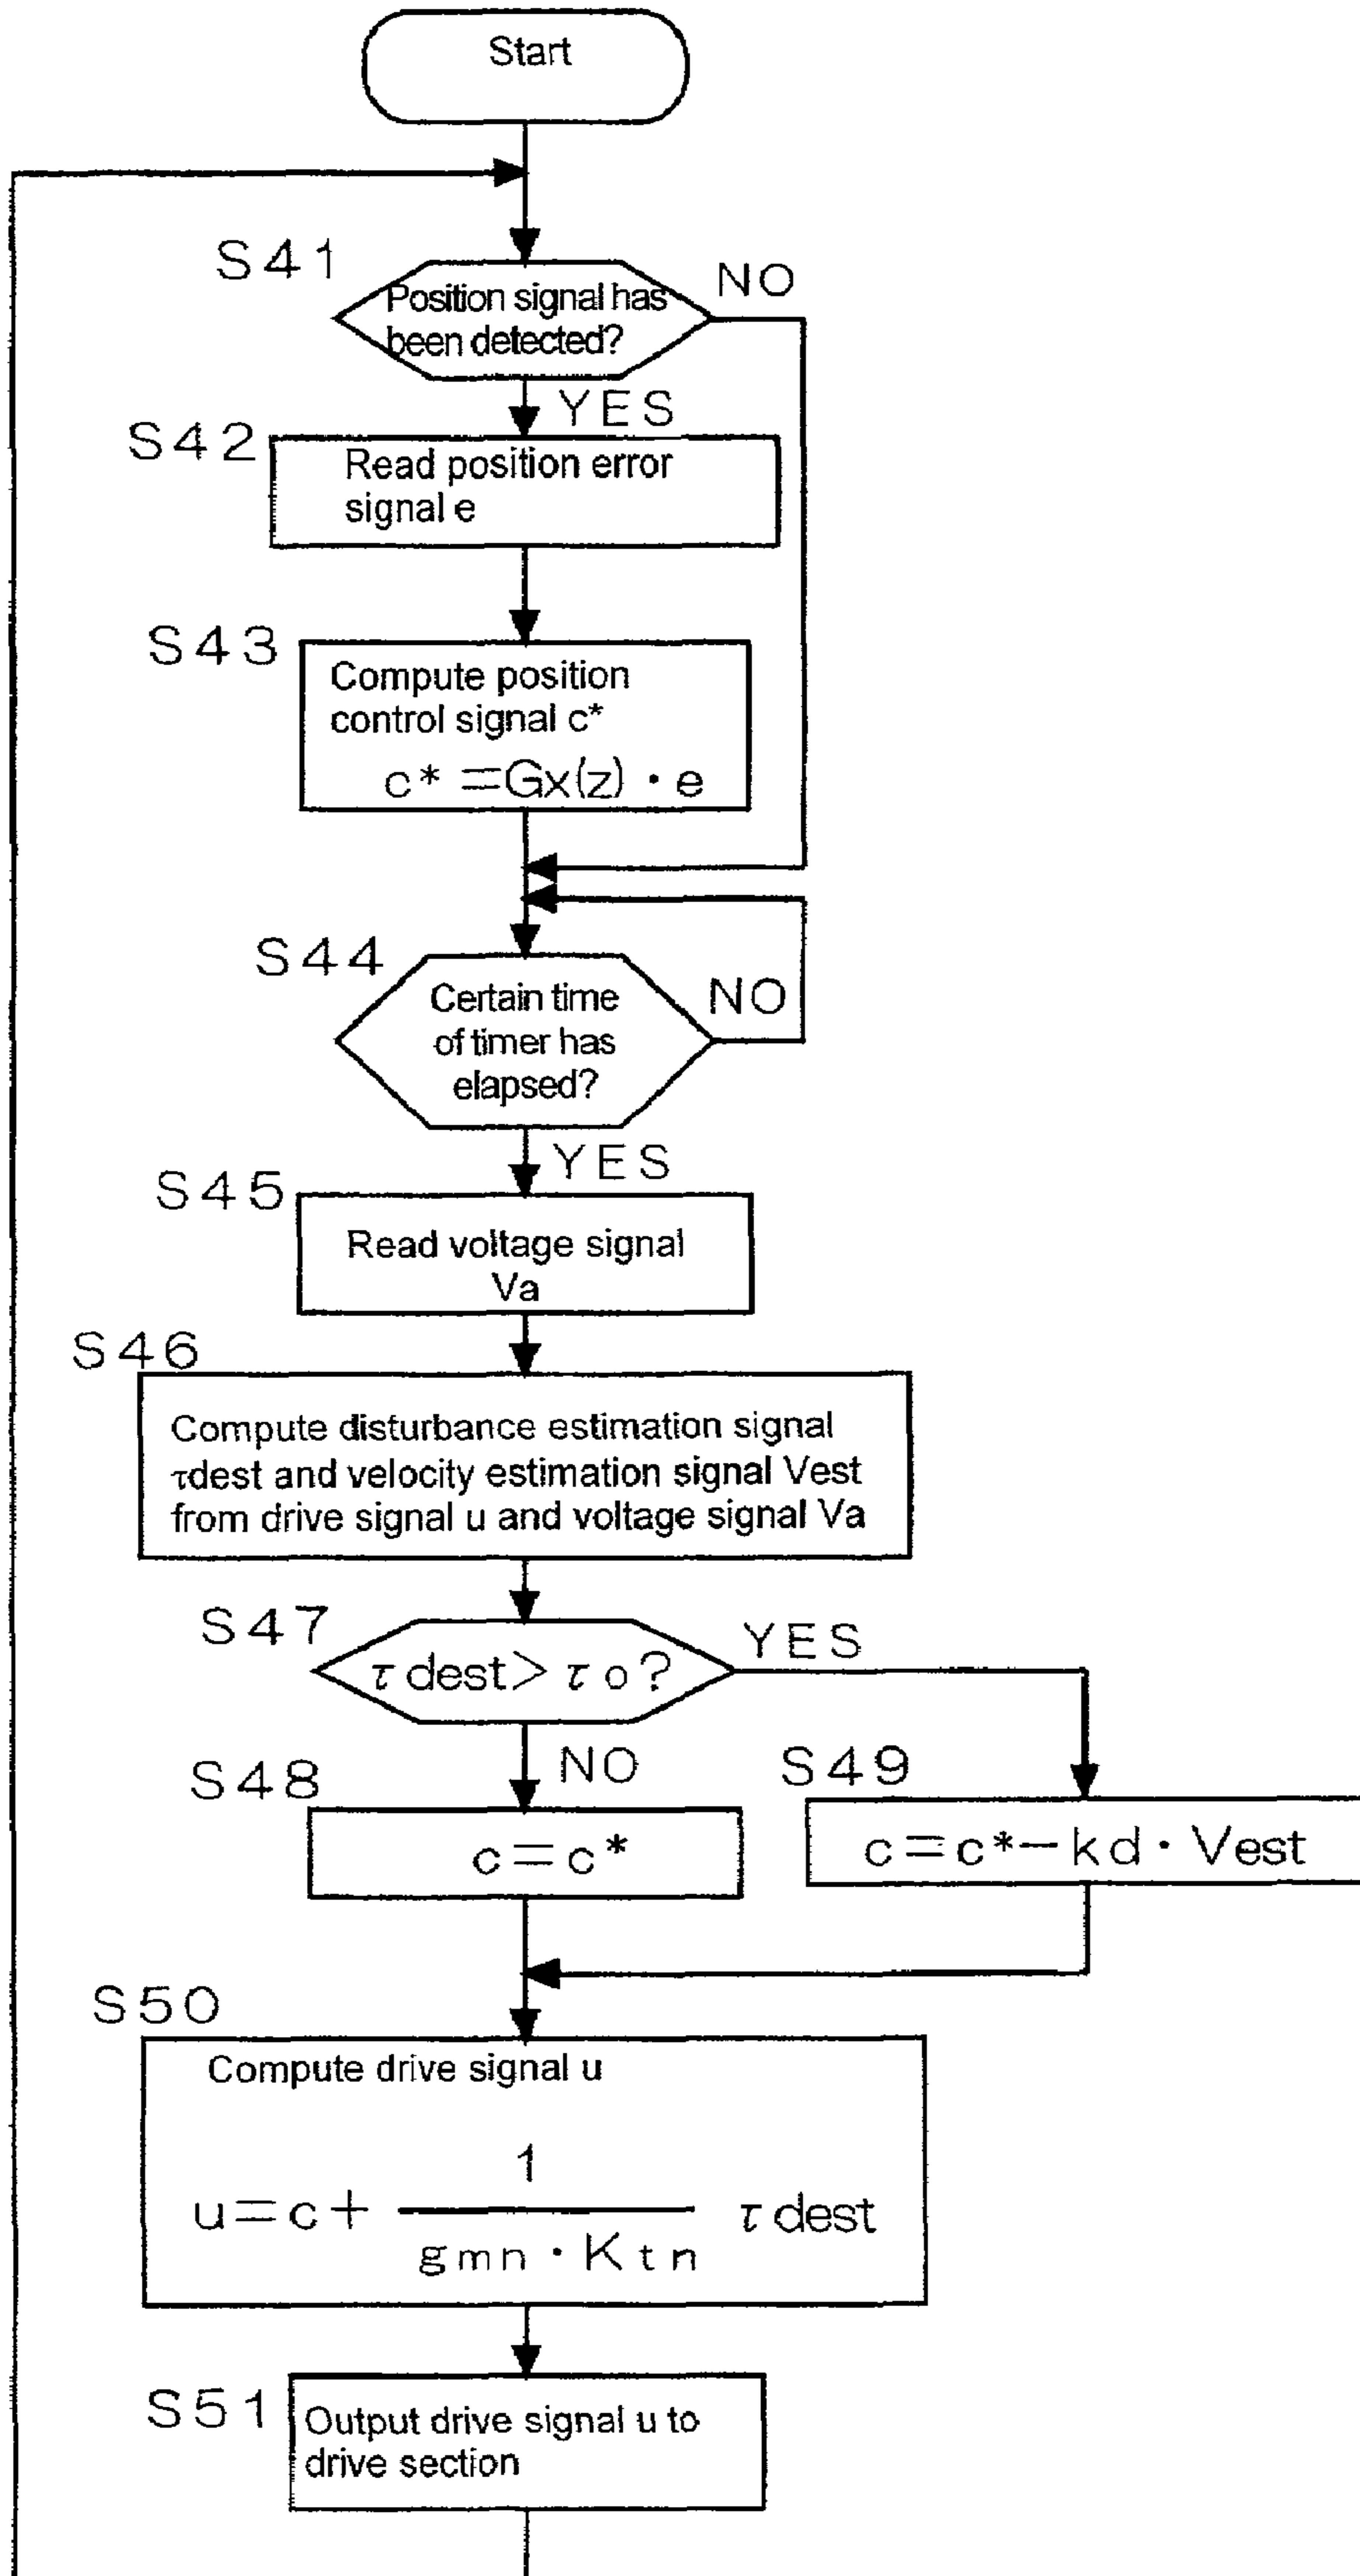 Start
S41
Position signal has
been detected?
NO
YES
S42
Read position error
signal e
S43
Compute position
control signal c*
c* =Gx(z) · e
S44
Certain time
of timer has
elapsed?
NO
YES
S45
Read voltage signal
Va
S46
Compute disturbance estimation signal
τdest and velocity estimation signal Vest
from drive signal u and voltage signal Va
S47
τ dest> τ o?
YES
NO
S48
c=c*
S49
c=c*− kd · Vest
S50
Compute drive signal u
1
u=c+ τ dest
gmn · Ktn
S51
Output drive signal u to
drive section